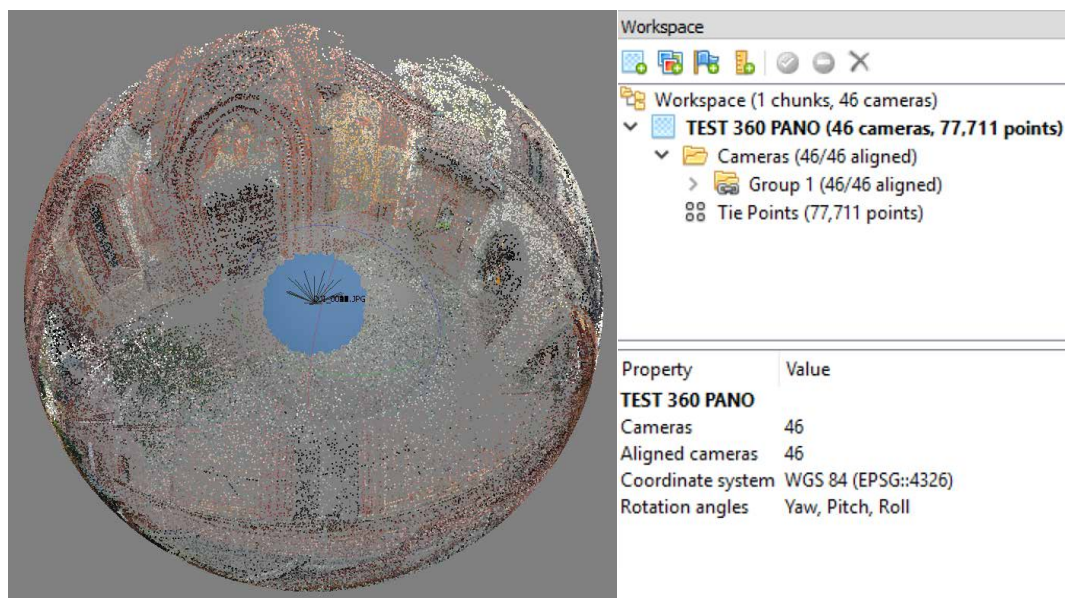 Workspace
Workspace (1 chunks, 46 cameras)
TEST 360 PANO (46 cameras, 77,711 points)
Cameras (46/46 aligned)
Group 1 (46/46 aligned)
Tie Points (77,711 points)
Property Value
TEST 360 PANO
Cameras 46
Aligned cameras 46
Coordinate system WGS 84 (EPSG::4326)
Rotation angles Yaw, Pitch, Roll